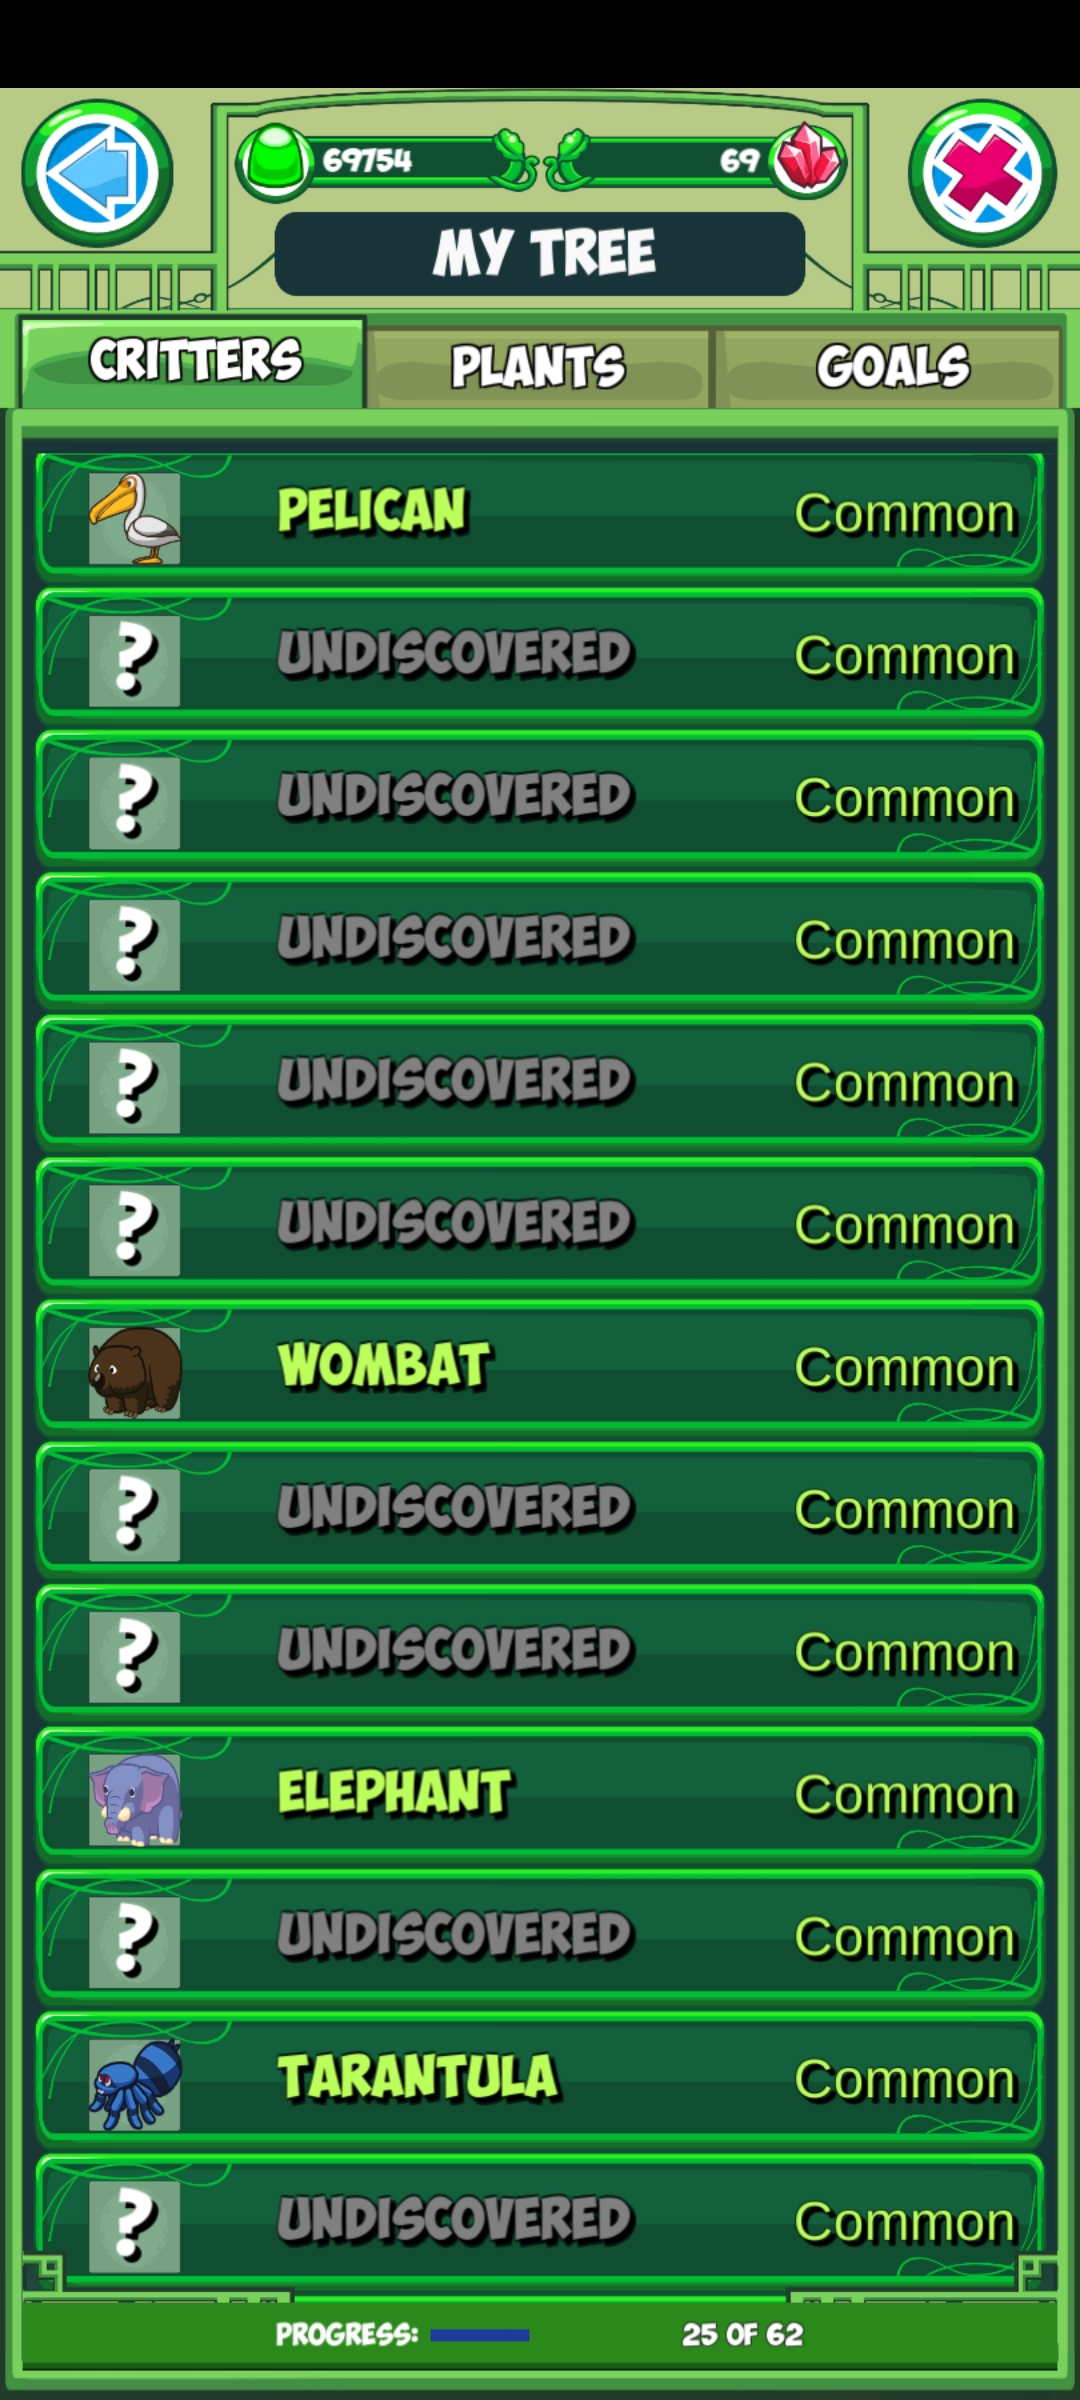 69754
69
MY TREE
CRITTERS
PLANTS
GOALS
PELICAN Common
? UNDISCOVERED Common
? UNDISCOVERED Common
? UNDISCOVERED Common
? UNDISCOVERED Common
? UNDISCOVERED Common
WOMBAT Common
? UNDISCOVERED Common
? UNDISCOVERED Common
ELEPHANT Common
? UNDISCOVERED Common
TARANTULA Common
? UNDISCOVERED Common
PROGRESS: 25 OF 62